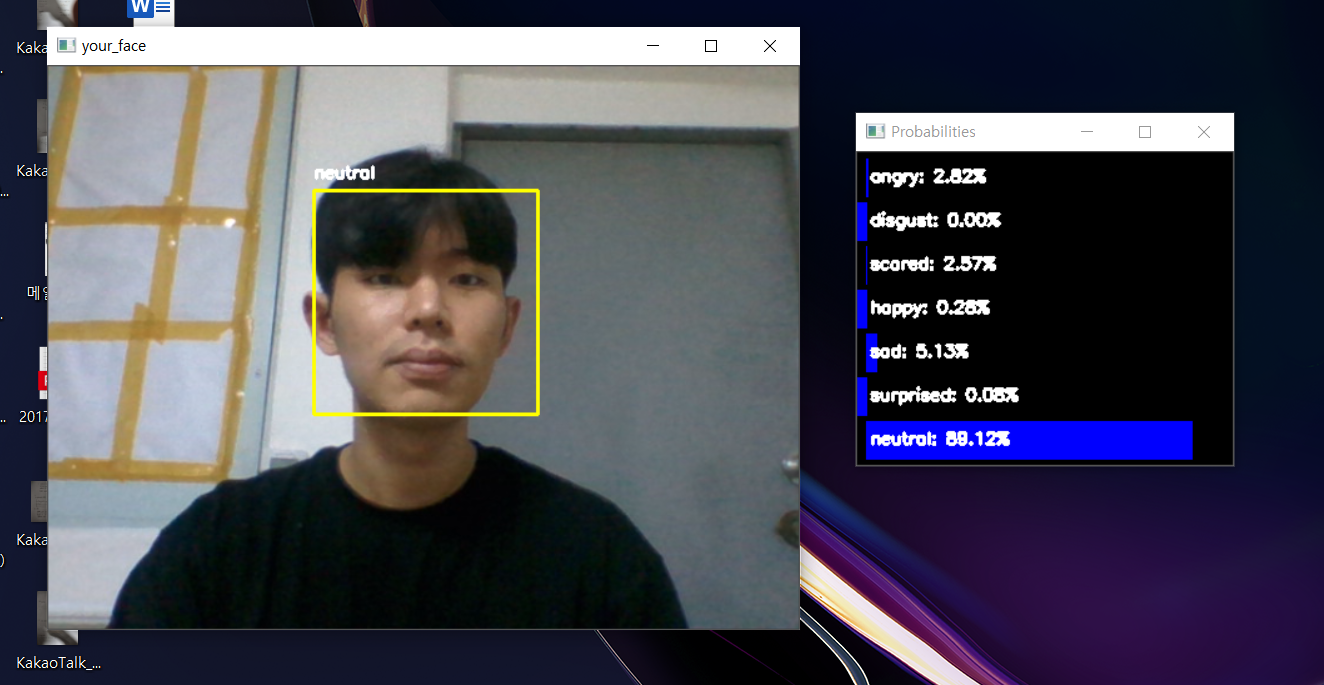 W
Kaka
your_face
Kaka
...
2017
...
Kaka
)
KakaoTalk_...
neutral
Probabilities
angry: 2.82%
disgust: 0.00%
scared: 2.57%
happy: 0.28%
sad: 5.13%
surprised: 0.08%
neutral: 89.12%